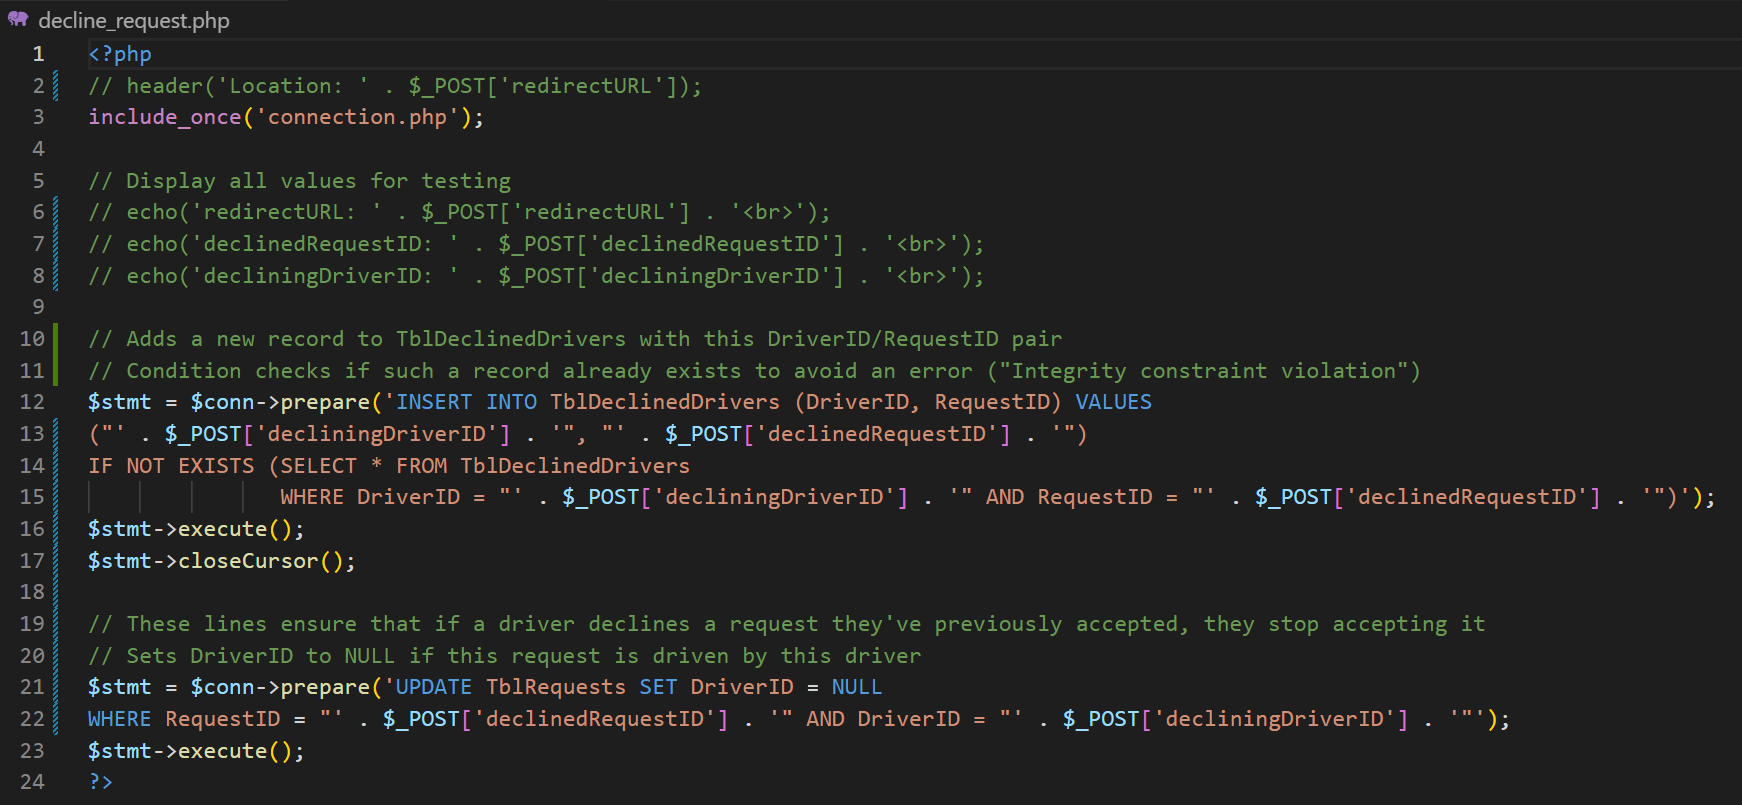 decline_request.php
1 <?php
2 // header('Location: ' . $_POST['redirectURL']);
3 include_once('connection.php');
4
5 // Display all values for testing
6 // echo('redirectURL: ' . $_POST['redirectURL'] . '<br>');
7 // echo('declinedRequestID: ' . $_POST['declinedRequestID'] . '<br>');
8 // echo('decliningDriverID: ' . $_POST['decliningDriverID'] . '<br>');
9
10 // Adds a new record to TblDeclinedDrivers with this DriverID/RequestID pair
11 // Condition checks if such a record already exists to avoid an error ("Integrity constraint violation")
12 $stmt = $conn->prepare('INSERT INTO TblDeclinedDrivers (DriverID, RequestID) VALUES
13 ("' . $_POST['decliningDriverID'] . '", "' . $_POST['declinedRequestID'] . '")
14 IF NOT EXISTS (SELECT * FROM TblDeclinedDrivers
15                WHERE DriverID = "' . $_POST['decliningDriverID'] . '" AND RequestID = "' . $_POST['declinedRequestID'] . '")');
16 $stmt->execute();
17 $stmt->closeCursor();
18
19 // These lines ensure that if a driver declines a request they've previously accepted, they stop accepting it
20 // Sets DriverID to NULL if this request is driven by this driver
21 $stmt = $conn->prepare('UPDATE TblRequests SET DriverID = NULL
22 WHERE RequestID = "' . $_POST['declinedRequestID'] . '" AND DriverID = "' . $_POST['decliningDriverID'] . '"');
23 $stmt->execute();
24 ?>